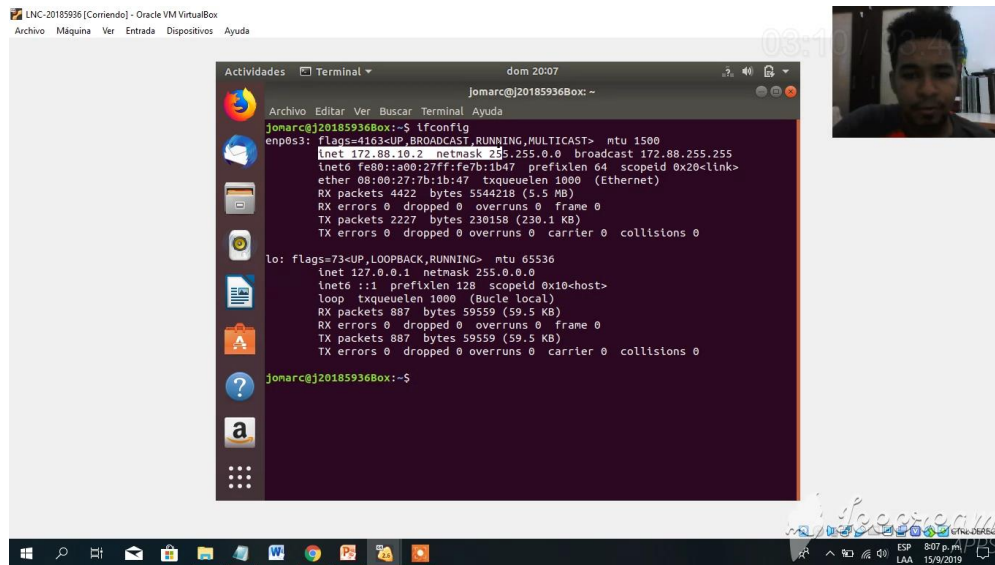 LNC-20185936 [Corriendo] - Oracle VM VirtualBox
Archivo Máquina Ver Entrada Dispositivos Ayuda
Actividades Terminal dom 20:07
jomarc@j20185936Box: ~
Archivo Editar Ver Buscar Terminal Ayuda
jomarc@j20185936Box:~$ ifconfig
enp0s3: flags=4163<UP,BROADCAST,RUNNING,MULTICAST> mtu 1500
inet 172.88.10.2 netmask 255.255.0.0 broadcast 172.88.255.255
inet6 fe80::a00:27ff:fe7b:1b47 prefixlen 64 scopeid 0x20<link>
ether 08:00:27:7b:1b:47 txqueuelen 1000 (Ethernet)
RX packets 4422 bytes 5544218 (5.5 MB)
RX errors 0 dropped 0 overruns 0 frame 0
TX packets 2227 bytes 230158 (230.1 KB)
TX errors 0 dropped 0 overruns 0 carrier 0 collisions 0
lo: flags=73<UP,LOOPBACK,RUNNING> mtu 65536
inet 127.0.0.1 netmask 255.0.0.0
inet6 ::1 prefixlen 128 scopeid 0x10<host>
loop txqueuelen 1000 (Bucle local)
RX packets 887 bytes 59559 (59.5 KB)
RX errors 0 dropped 0 overruns 0 frame 0
TX packets 887 bytes 59559 (59.5 KB)
TX errors 0 dropped 0 overruns 0 carrier 0 collisions 0
jomarc@j20185936Box:~$
ESP 8:07 p. m.
LAA 15/9/2019